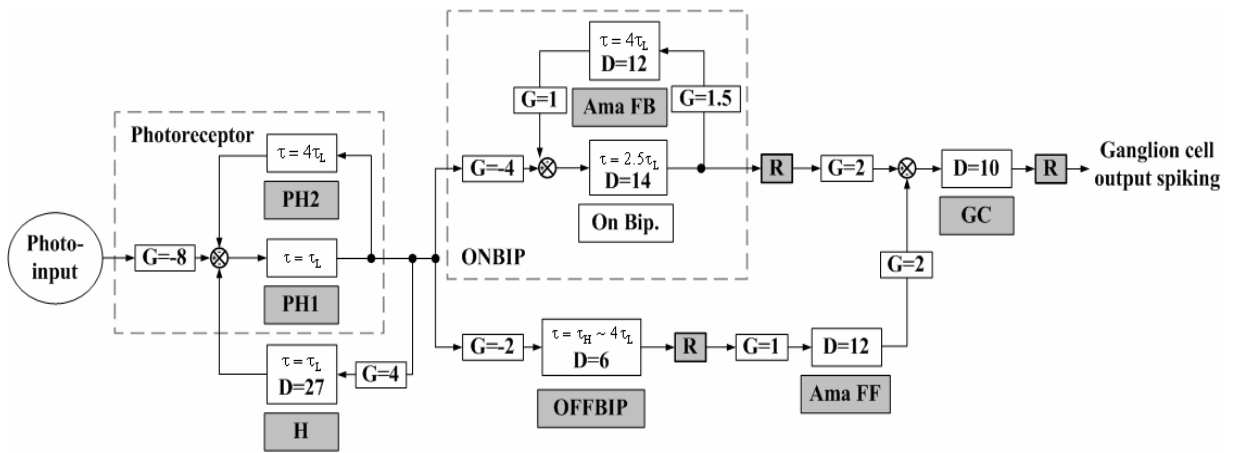 Photo-
input
G=-8
Photoreceptor
τ = 4τL
PH2
τ = τL
PH1
τ = τL
D=27
H
G=4
τ = 4τL
D=12
G=1
Ama FB
G=1.5
G=-4
τ = 2.5τL
D=14
On Bip.
ONBIP
R
G=2
D=10
GC
R
Ganglion cell
output spiking
G=2
G=-2
τ = τH ~ 4τL
D=6
OFFBIP
R
G=1
D=12
Ama FF